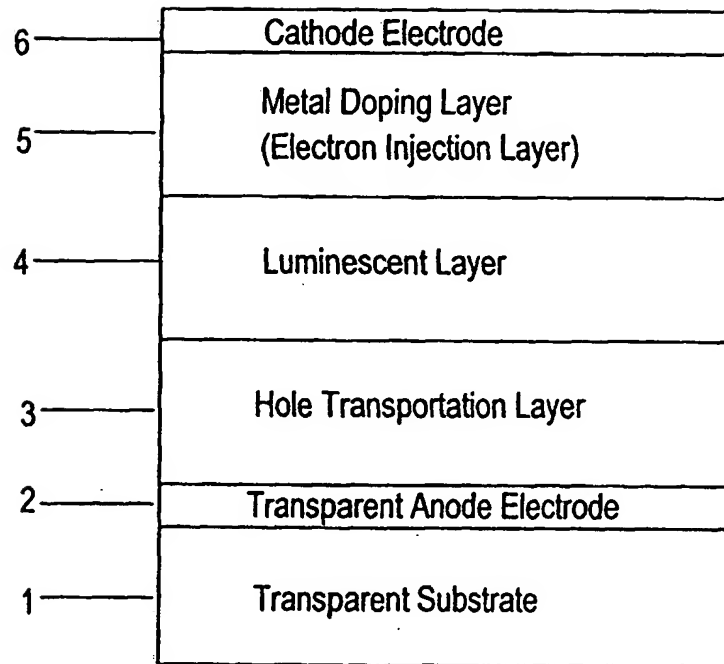 6 Cathode Electrode
5 Metal Doping Layer
(Electron Injection Layer)
4 Luminescent Layer
3 Hole Transportation Layer
2 Transparent Anode Electrode
1 Transparent Substrate